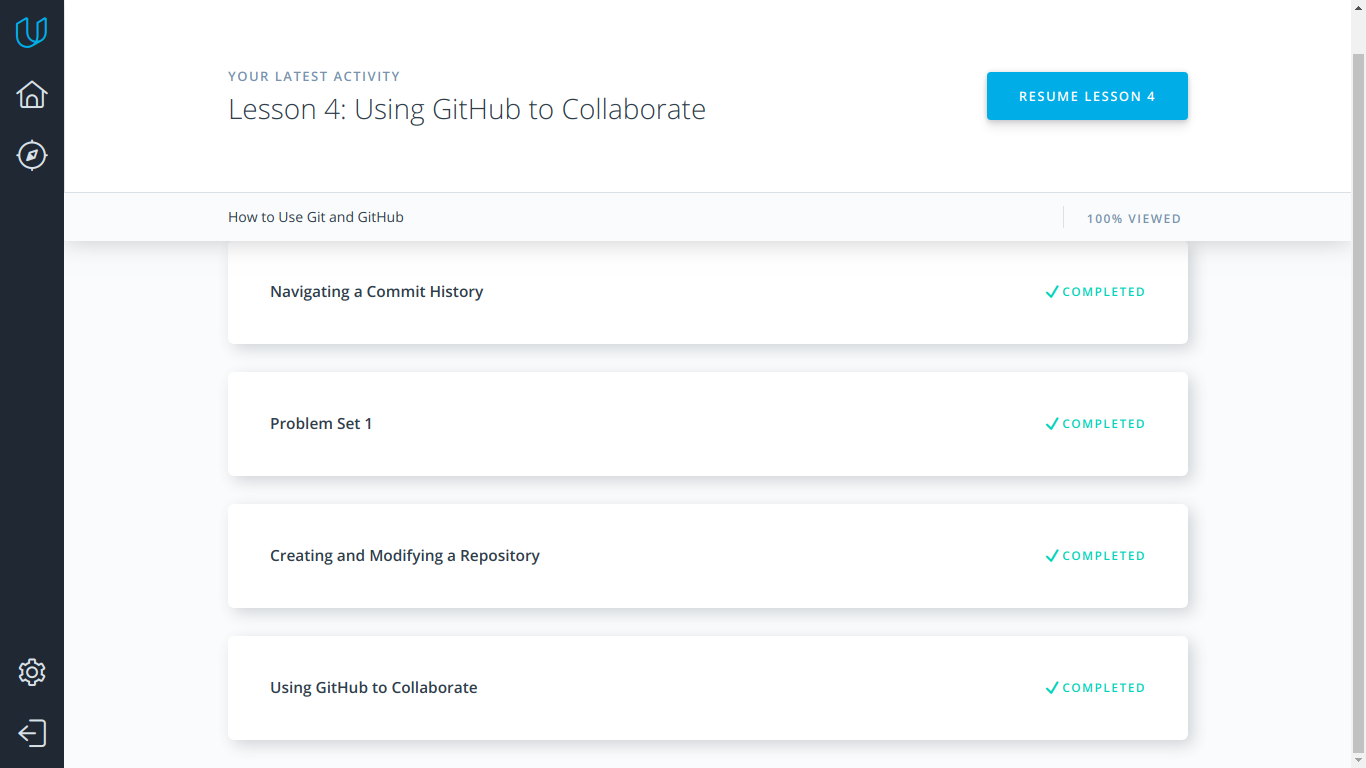 YOUR LATEST ACTIVITY
Lesson 4: Using GitHub to Collaborate
RESUME LESSON 4
How to Use Git and GitHub
100% VIEWED
Navigating a Commit History
COMPLETED
Problem Set 1
COMPLETED
Creating and Modifying a Repository
COMPLETED
Using GitHub to Collaborate
COMPLETED